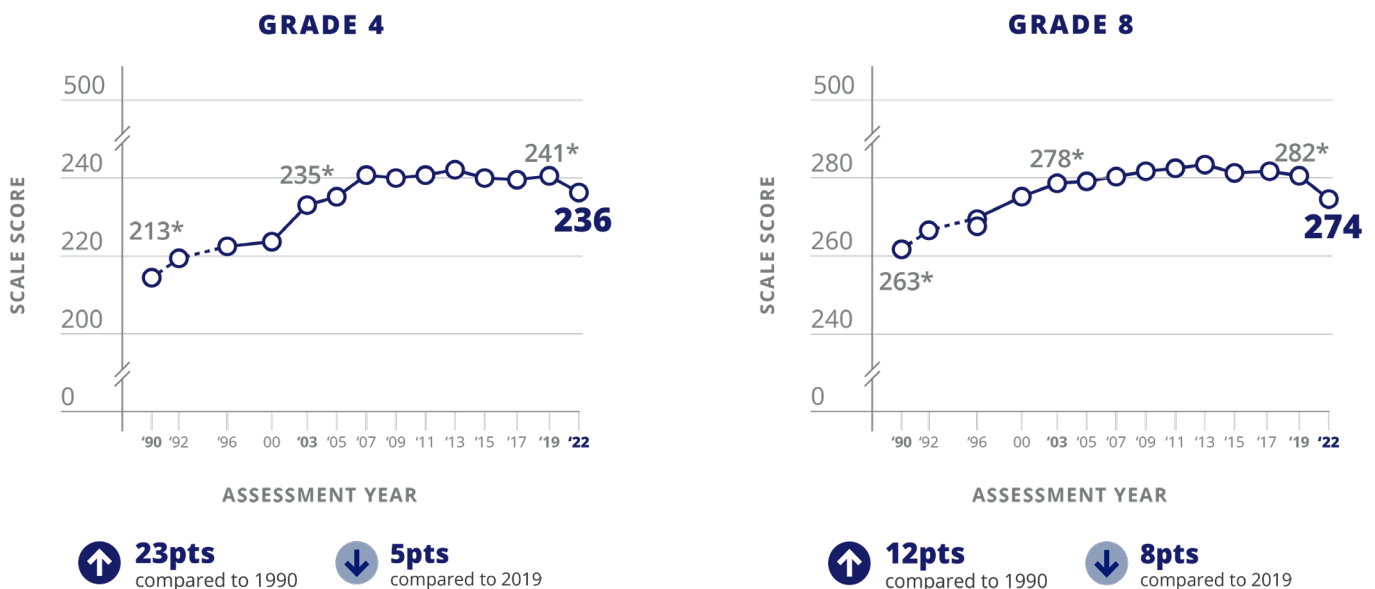 GRADE 4
SCALE SCORE
500
240
220
200
0
213*
235*
241*
236
‘90 ‘92 ‘96 00 ‘03 ‘05 ‘07 ‘09 ‘11 ‘13 ‘15 ‘17 ‘19 ‘22
ASSESSMENT YEAR
23pts
compared to 1990
5pts
compared to 2019
GRADE 8
SCALE SCORE
500
280
260
240
0
263*
278*
282*
274
‘90 ‘92 ‘96 00 ‘03 ‘05 ‘07 ‘09 ‘11 ‘13 ‘15 ‘17 ‘19 ‘22
ASSESSMENT YEAR
12pts
compared to 1990
8pts
compared to 2019